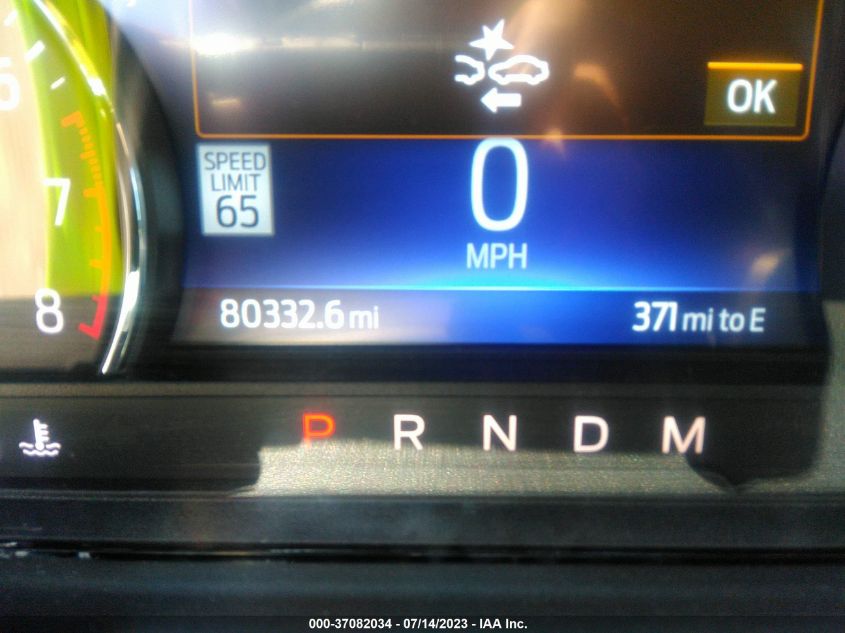 OK
SPEED
LIMIT
65
0
MPH
7
8
80332.6 mi
371 mi to E
P R N D M
000-37082034 - 07/14/2023 - IAA Inc.